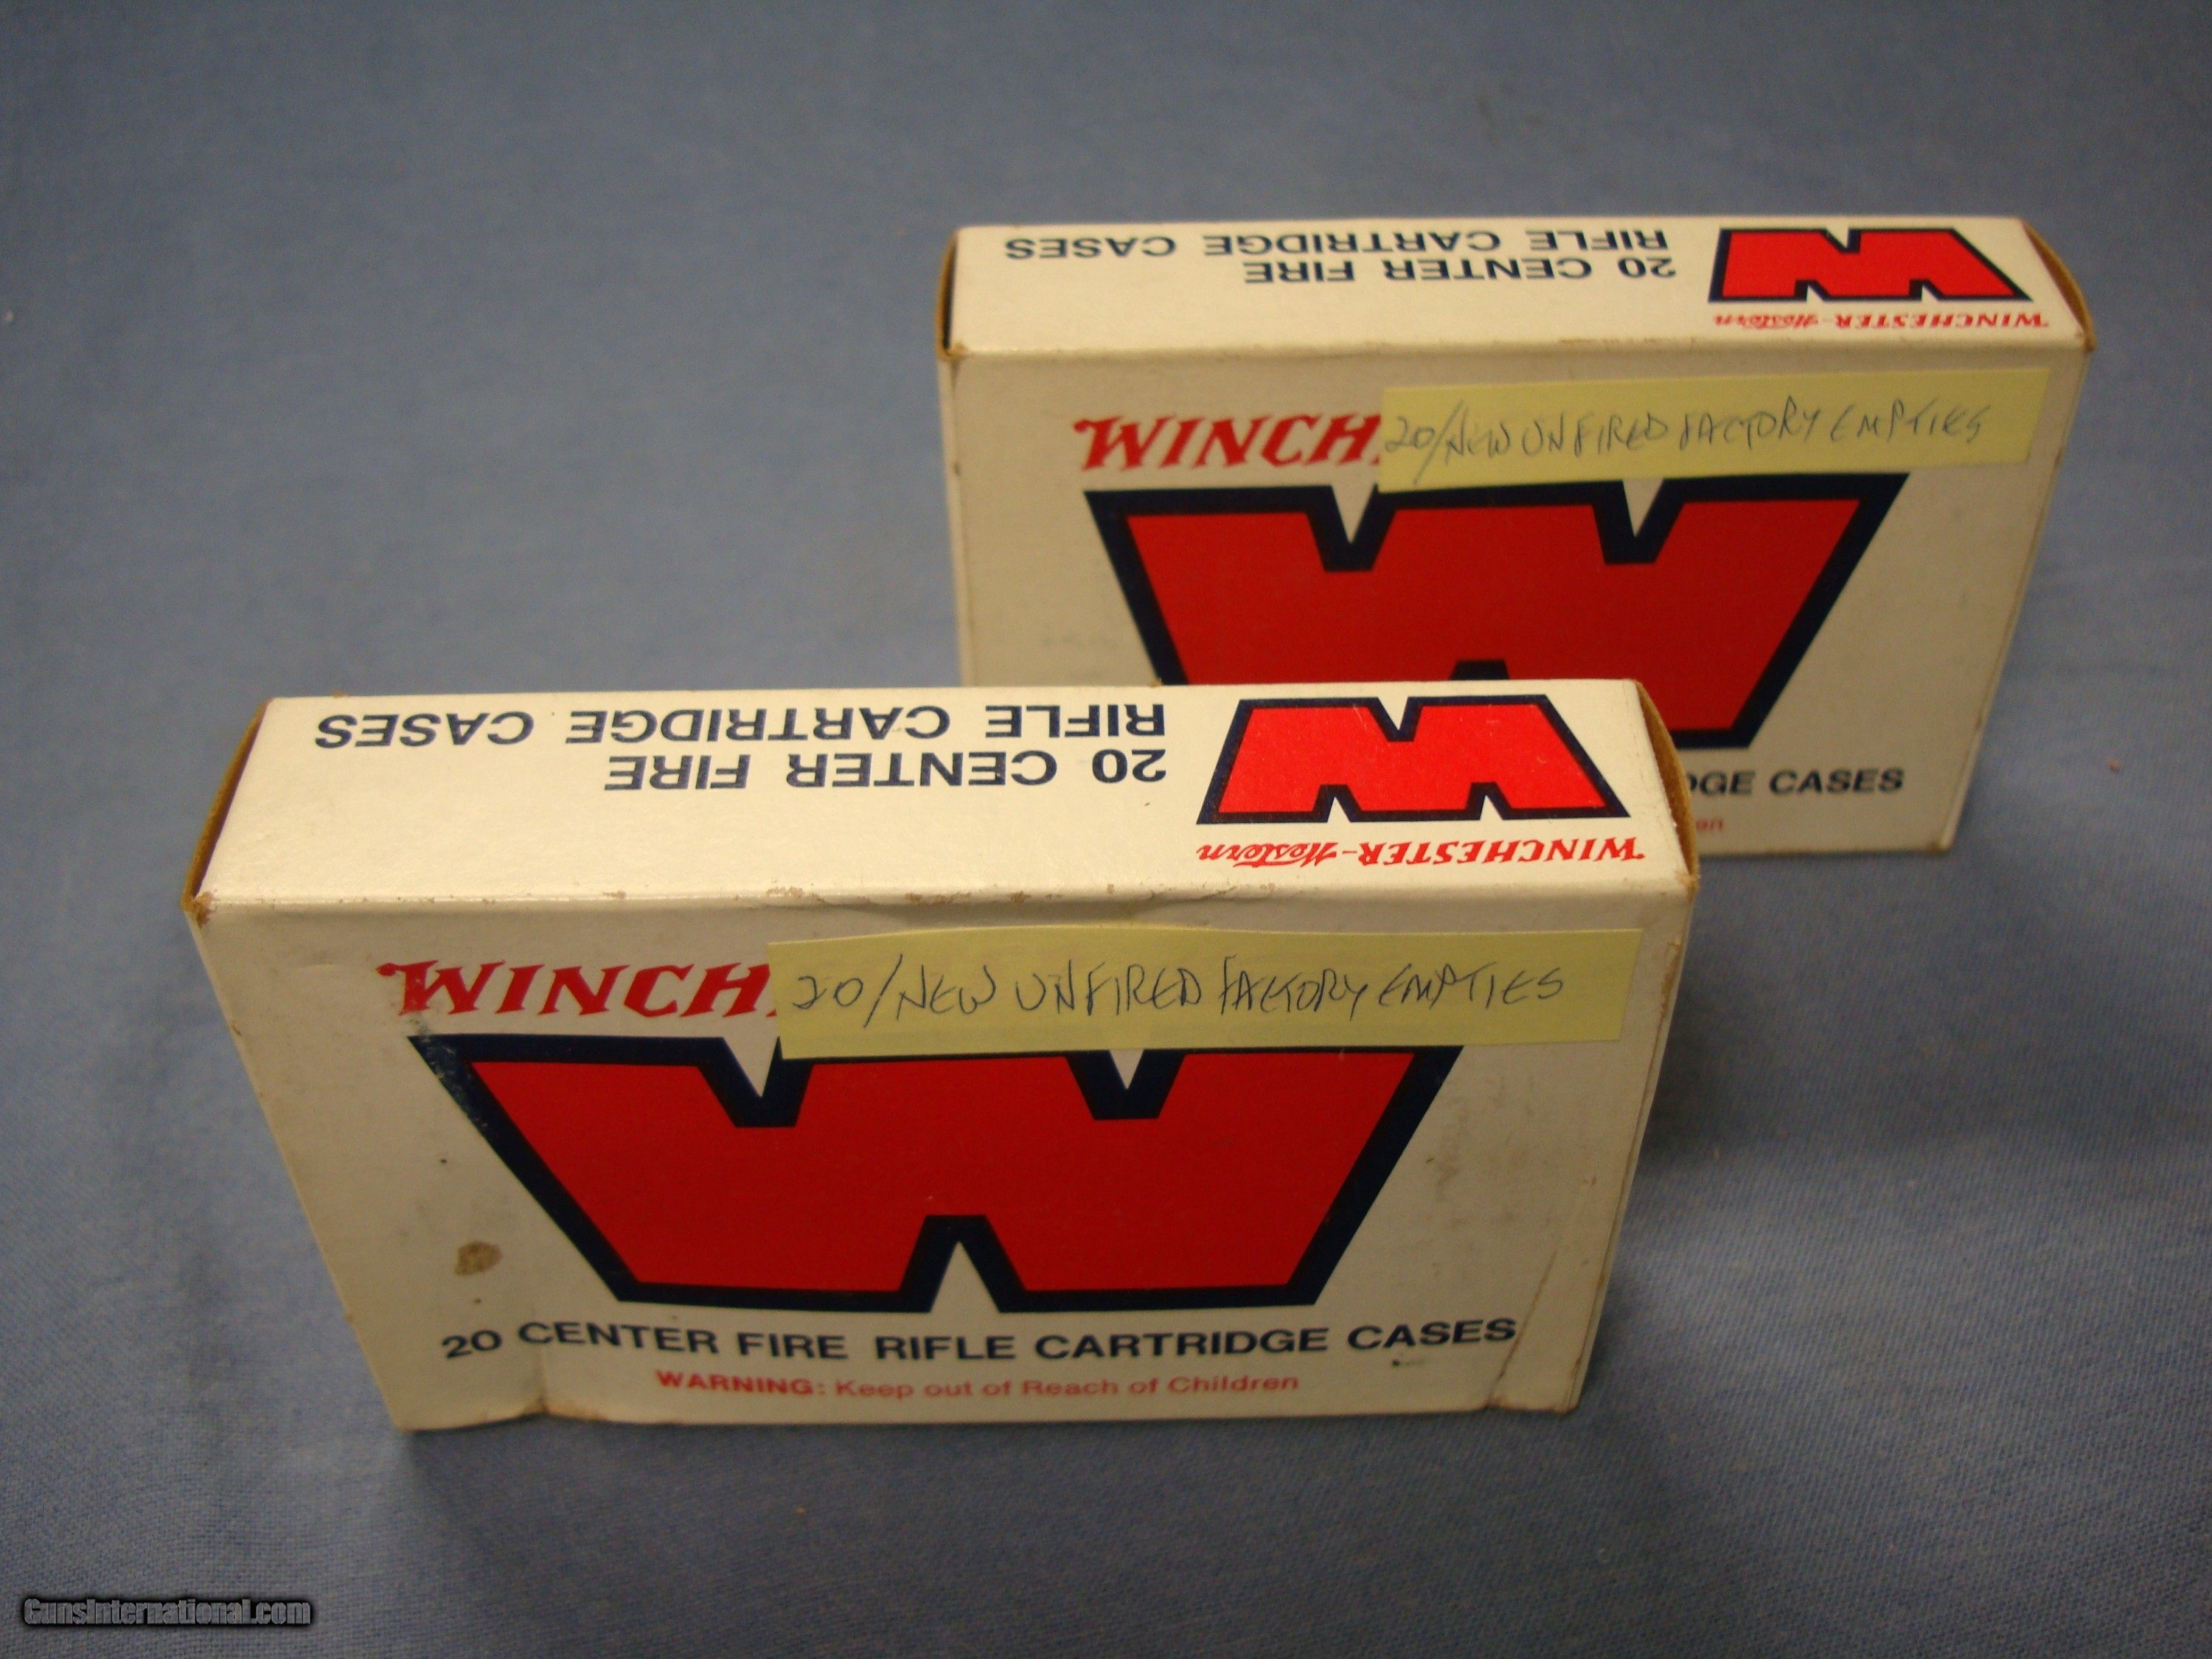 RIFLE CARTRIDGE CASES
20 CENTER FIRE
WINCHESTER-Western
WINCH
20/NEW UNFIRED FACTORY EMPTIES
DGE CASES
en
20 CENTER FIRE
RIFLE CARTRIDGE CASES
WINCHESTER-Western
WINCH
20/NEW UNFIRED FACTORY EMPTIES
20 CENTER FIRE RIFLE CARTRIDGE CASES
WARNING: Keep out of Reach of Children
GunsInternational.com